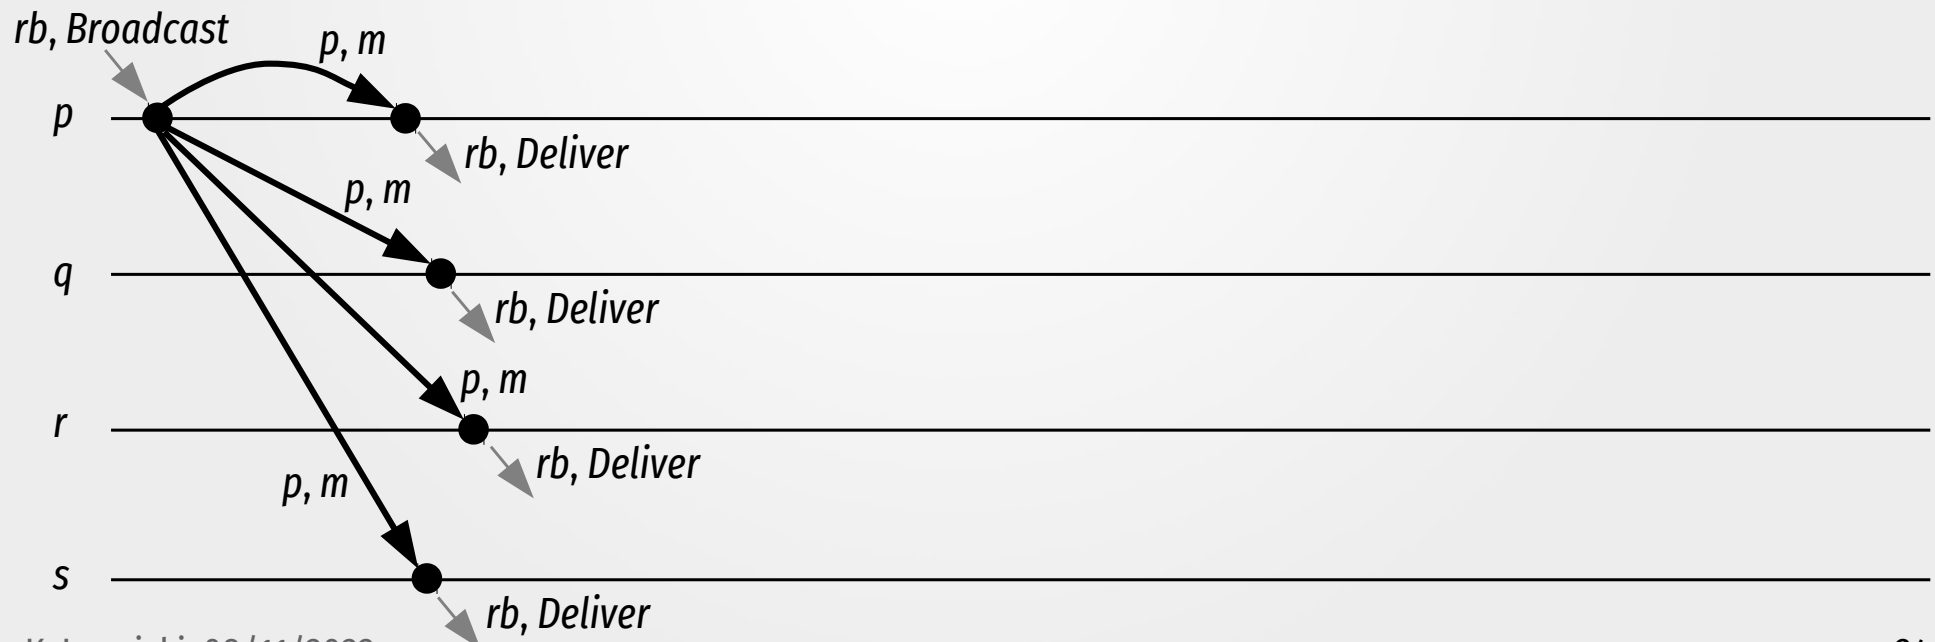 rb, Broadcast
p, m
p
rb, Deliver
p, m
q
rb, Deliver
p, m
r
rb, Deliver
p, m
s
rb, Deliver